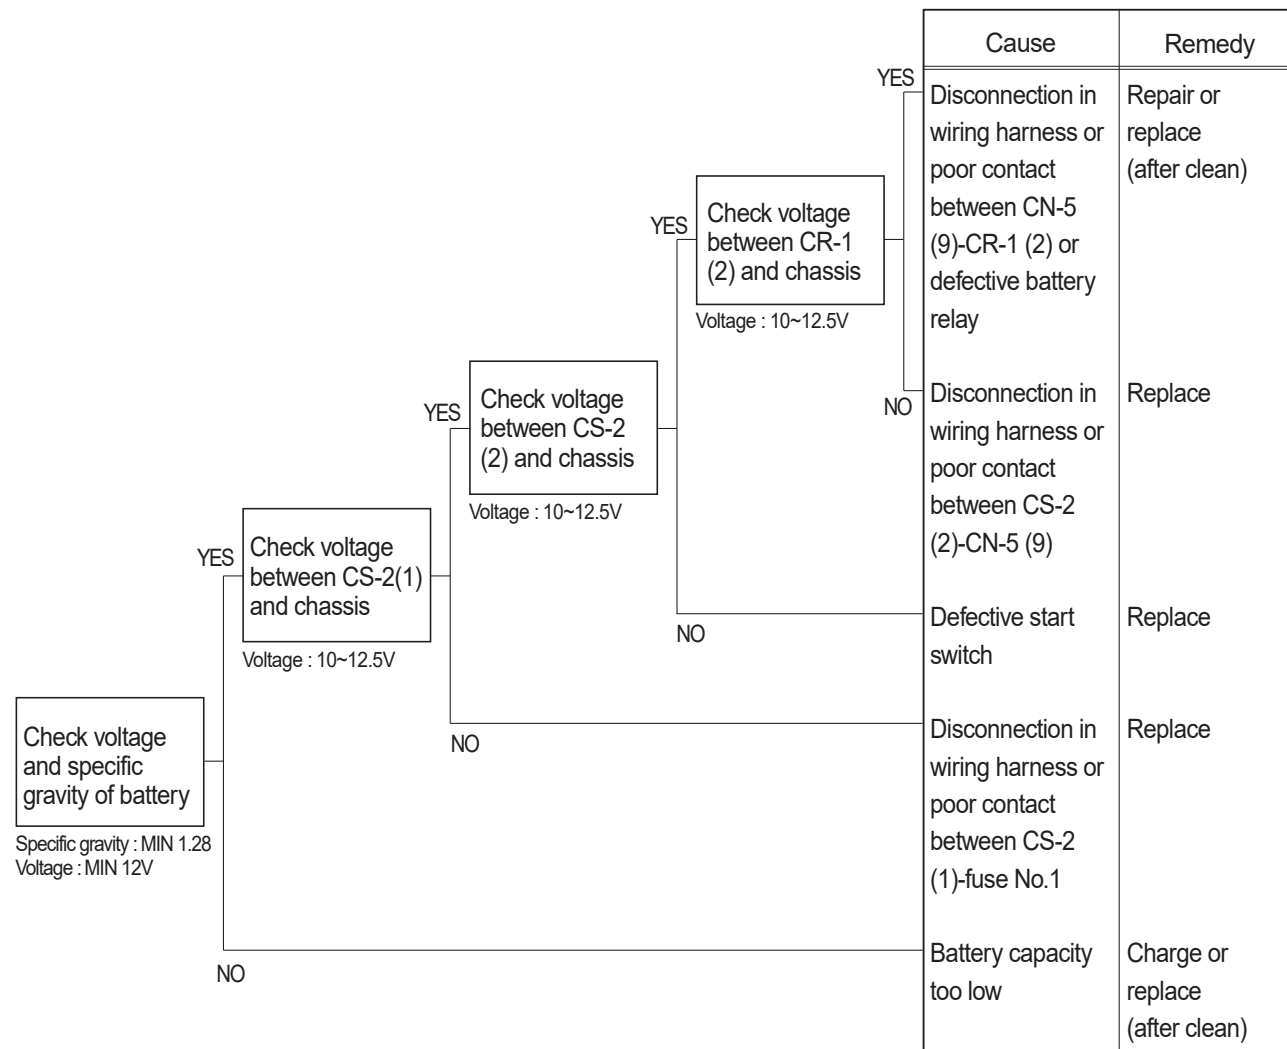 Cause
Remedy
YES
Disconnection in
wiring harness or
poor contact
between CN-5
(9)-CR-1 (2) or
defective battery
relay
Repair or
replace
(after clean)
YES
Check voltage
between CR-1
(2) and chassis
Voltage : 10~12.5V
NO
Disconnection in
wiring harness or
poor contact
between CS-2
(2)-CN-5 (9)
Replace
YES
Check voltage
between CS-2
(2) and chassis
Voltage : 10~12.5V
NO
Defective start
switch
Replace
YES
Check voltage
between CS-2(1)
and chassis
Voltage : 10~12.5V
NO
Disconnection in
wiring harness or
poor contact
between CS-2
(1)-fuse No.1
Replace
Check voltage
and specific
gravity of battery
Specific gravity : MIN 1.28
Voltage : MIN 12V
NO
Battery capacity
too low
Charge or
replace
(after clean)